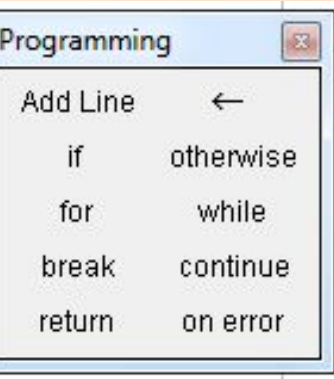 Programming
Add Line ←
if otherwise
for while
break continue
return on error